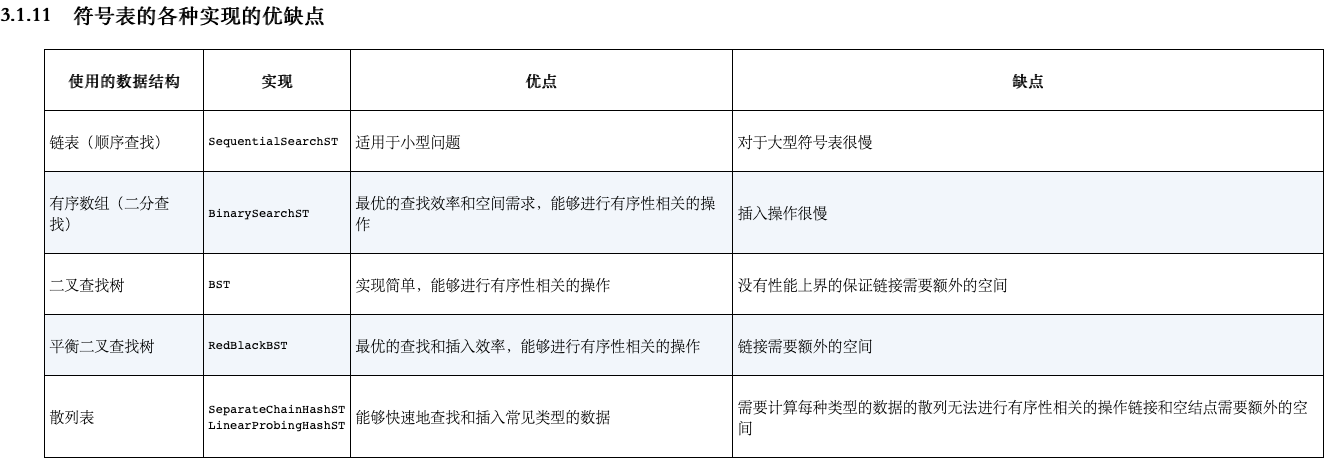 3.1.11 符号表的各种实现的优缺点
使用的数据结构 实现 优点 缺点
链表（顺序查找） SequentialSearchST 适用于小型问题 对于大型符号表很慢
有序数组（二分查
找） BinarySearchST 最优的查找效率和空间需求，能够进行有序性相关的操
作 插入操作很慢
二叉查找树 BST 实现简单，能够进行有序性相关的操作 没有性能上界的保证链接需要额外的空间
平衡二叉查找树 RedBlackBST 最优的查找和插入效率，能够进行有序性相关的操作 链接需要额外的空间
散列表 SeparateChainHashST
LinearProbingHashST 能够快速地查找和插入常见类型的数据 需要计算每种类型的数据的散列无法进行有序性相关的操作链接和空结点需要额外的空
间